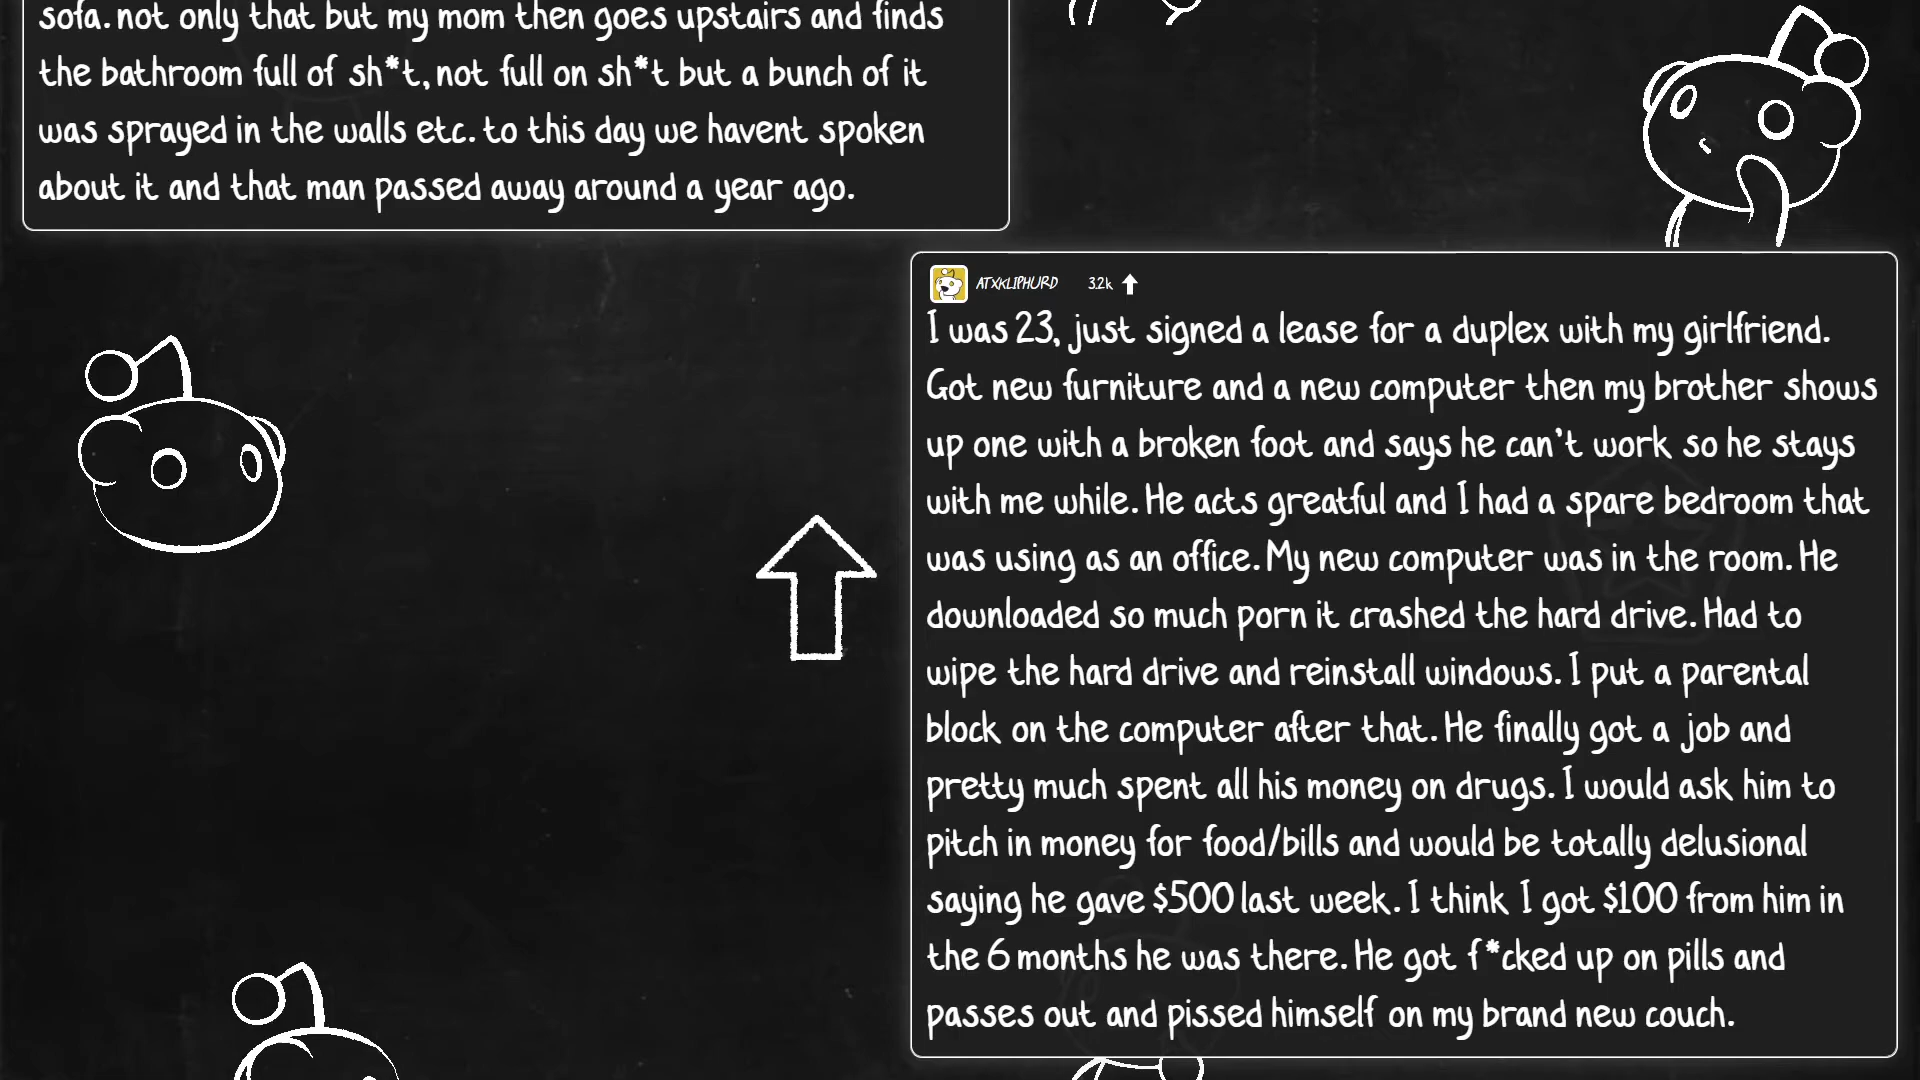 sofa. not only that but my mom then goes upstairs and finds
the bathroom full of sh*t, not full on sh*t but a bunch of it
was sprayed in the walls etc. to this day we havent spoken
about it and that man passed away around a year ago.
ATXKLIPHURD 3.2k
I was 23, just signed a lease for a duplex with my girlfriend.
Got new furniture and a new computer then my brother shows
up one with a broken foot and says he can't work so he stays
with me while. He acts greatful and I had a spare bedroom that
was using as an office. My new computer was in the room. He
downloaded so much porn it crashed the hard drive. Had to
wipe the hard drive and reinstall windows. I put a parental
block on the computer after that. He finally got a job and
pretty much spent all his money on drugs. I would ask him to
pitch in money for food/bills and would be totally delusional
saying he gave $500 last week. I think I got $100 from him in
the 6 months he was there. He got f*cked up on pills and
passes out and pissed himself on my brand new couch.